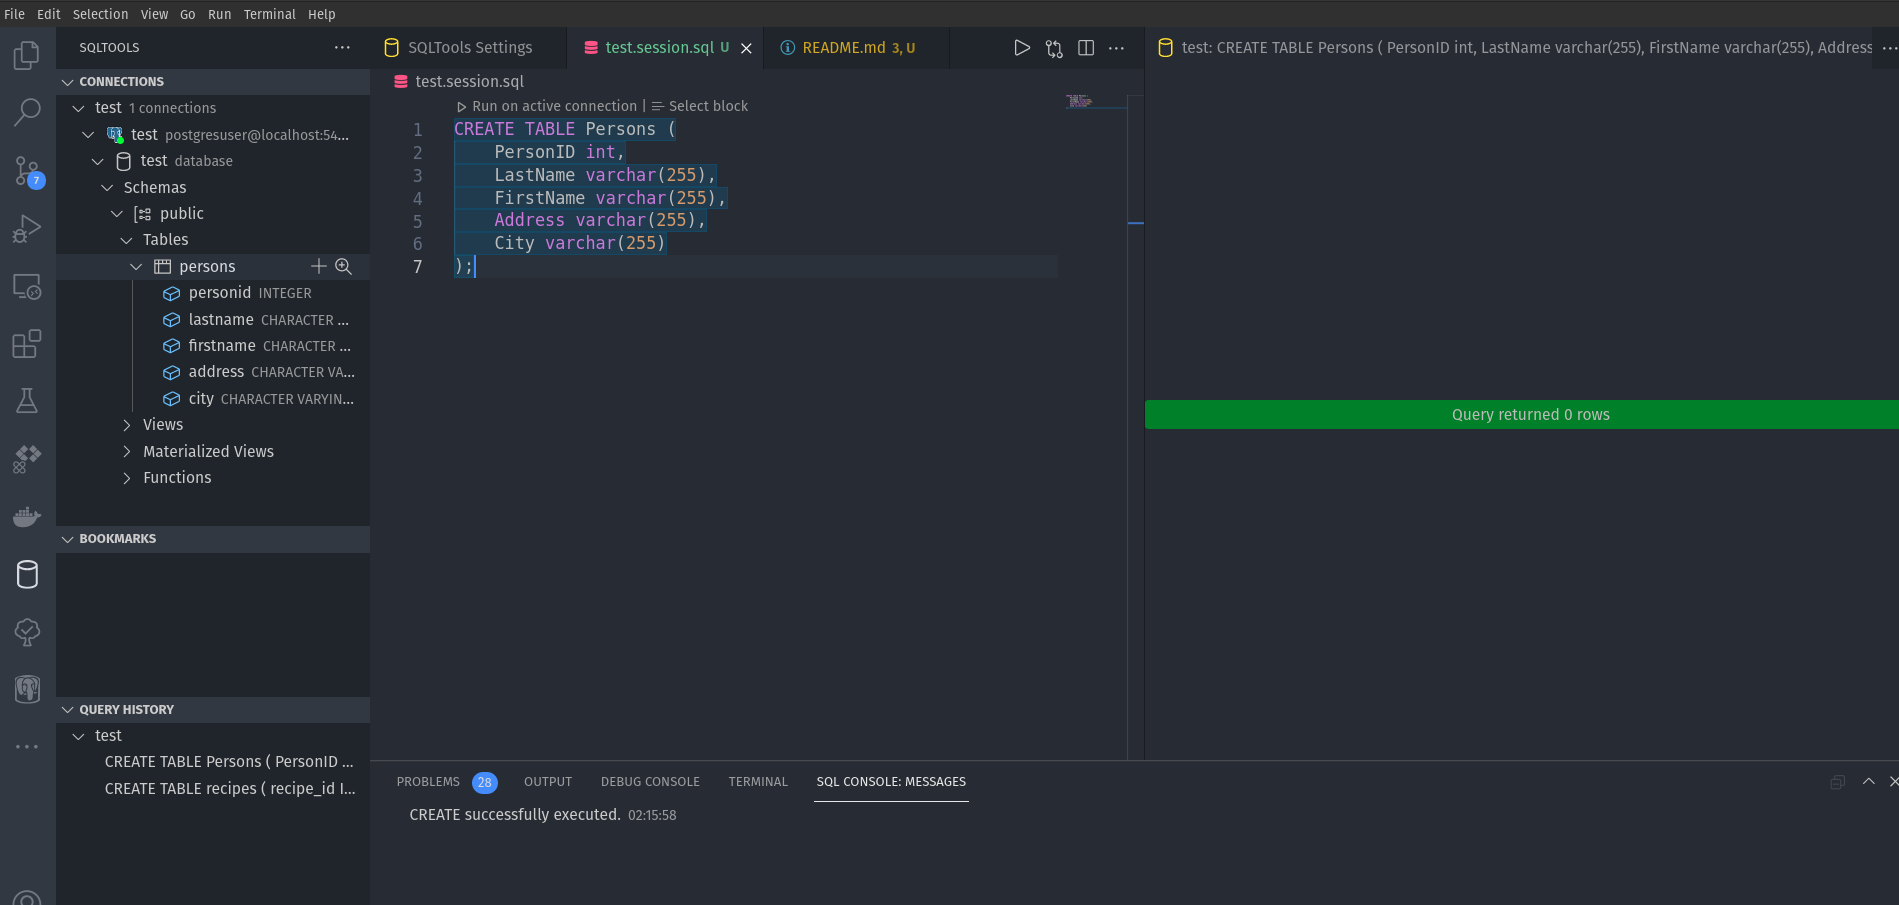 File Edit Selection View Go Run Terminal Help
SQLTOOLS
SQLTools Settings
test.session.sql U
README.md 3, U
test: CREATE TABLE Persons ( PersonID int, LastName varchar(255), FirstName varchar(255), Address
CONNECTIONS
test 1 connections
test postgresuser@localhost:54...
test database
Schemas
public
Tables
persons
personid INTEGER
lastname CHARACTER ...
firstname CHARACTER ...
address CHARACTER VA...
city CHARACTER VARYIN...
Views
Materialized Views
Functions
BOOKMARKS
QUERY HISTORY
test
CREATE TABLE Persons ( PersonID ...
CREATE TABLE recipes ( recipe_id I...
7
test.session.sql
Run on active connection | Select block
1 CREATE TABLE Persons (
2 PersonID int,
3 LastName varchar(255),
4 FirstName varchar(255),
5 Address varchar(255),
6 City varchar(255)
7 );
Query returned 0 rows
PROBLEMS 28 OUTPUT DEBUG CONSOLE TERMINAL SQL CONSOLE: MESSAGES
CREATE successfully executed. 02:15:58